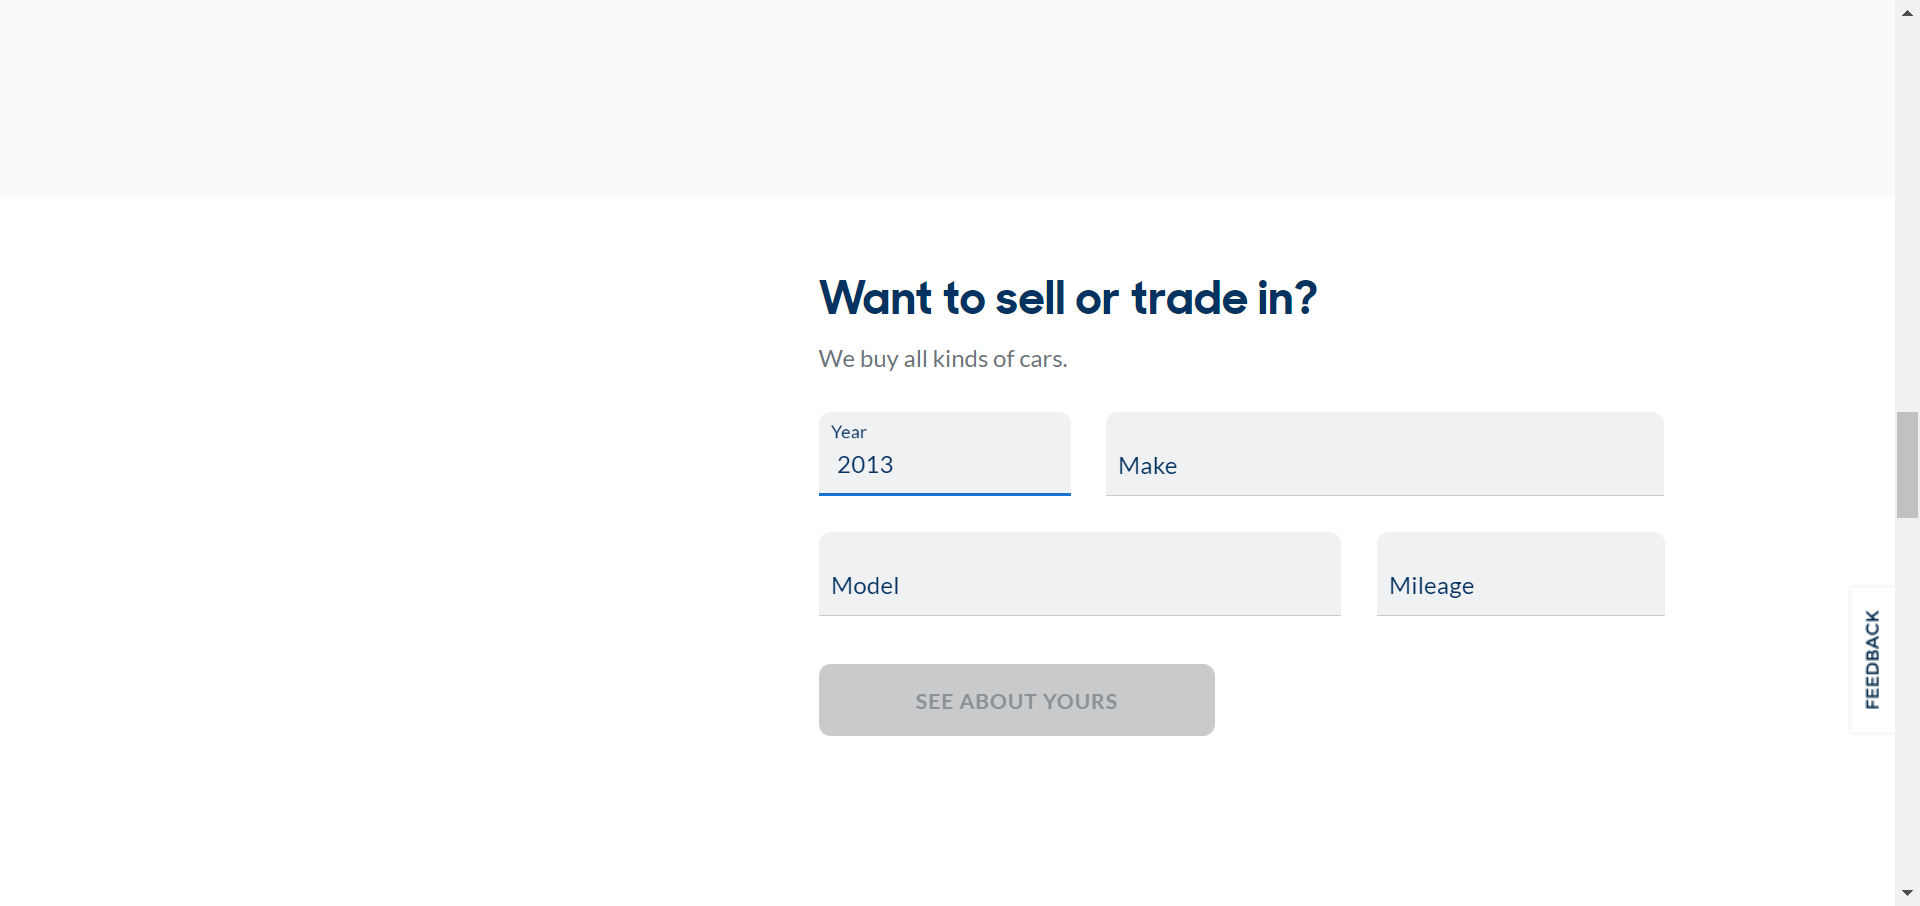 Want to sell or trade in?
We buy all kinds of cars.
Year
2013
Make
Model
Mileage
SEE ABOUT YOURS
FEEDBACK